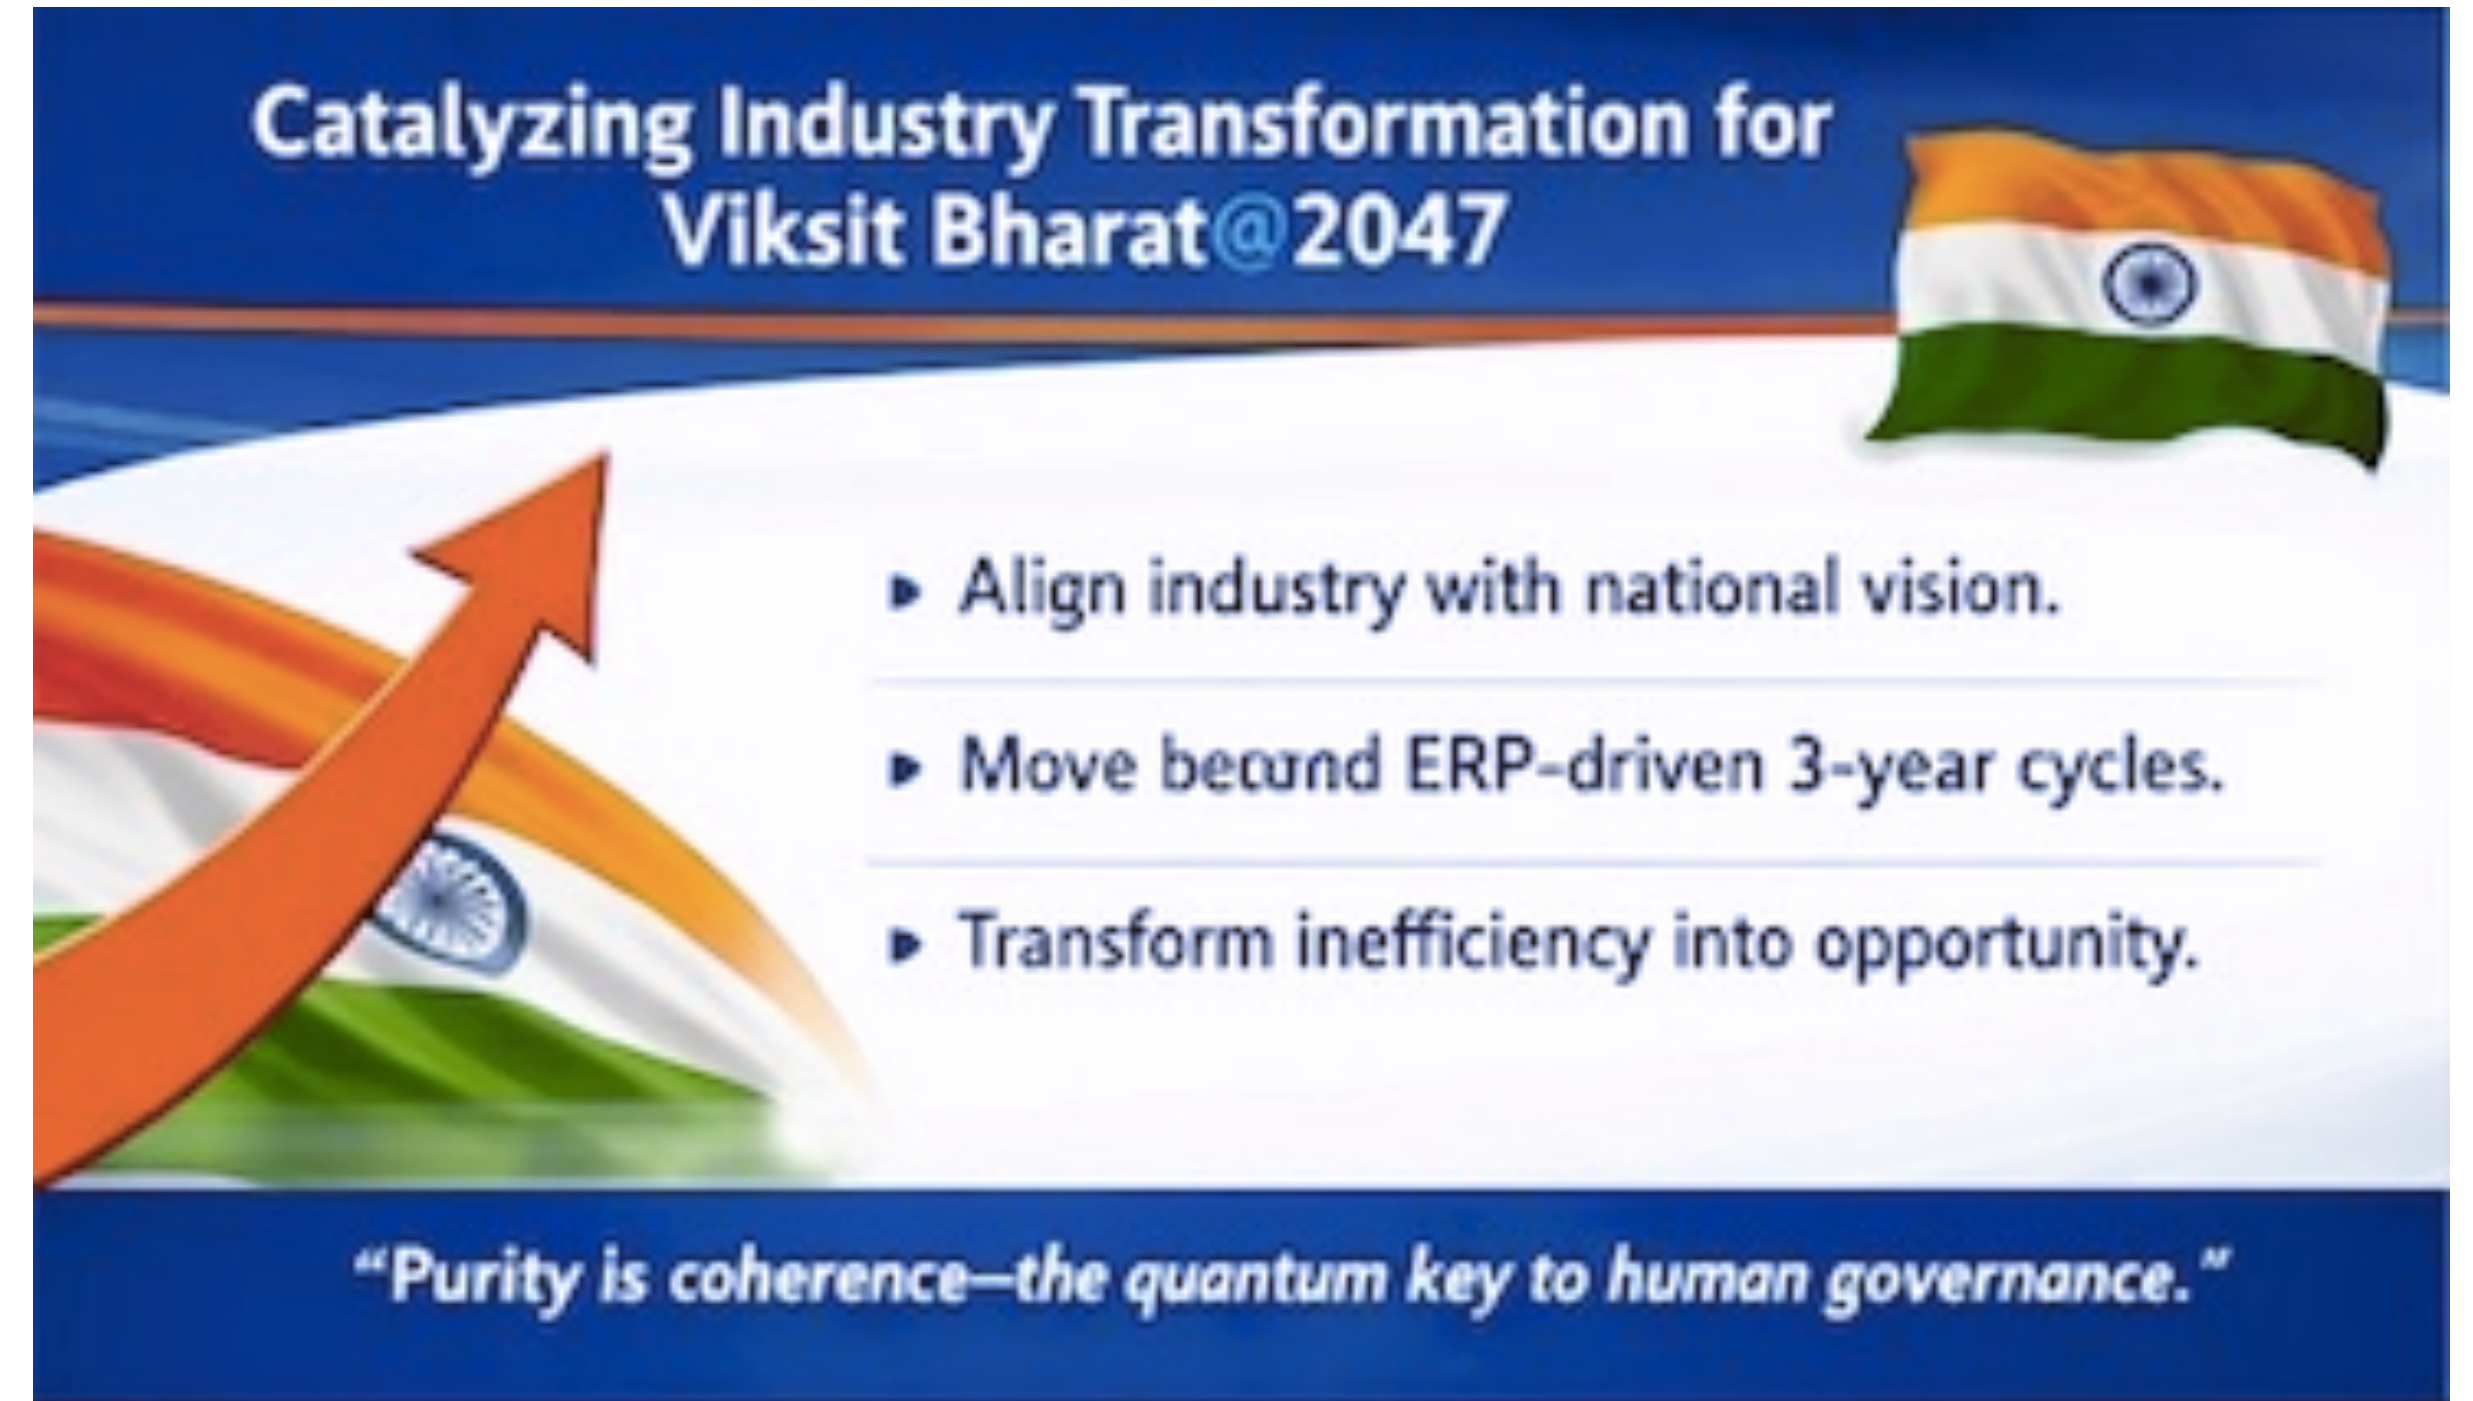 Catalyzing Industry Transformation for
Viksit Bharat@2047
▸ Align industry with national vision.
▸ Move ERP-driven 3-year cycles.
▸ Transform inefficiency into opportunity.
“Purity is coherence—the quantum key to human governance.”